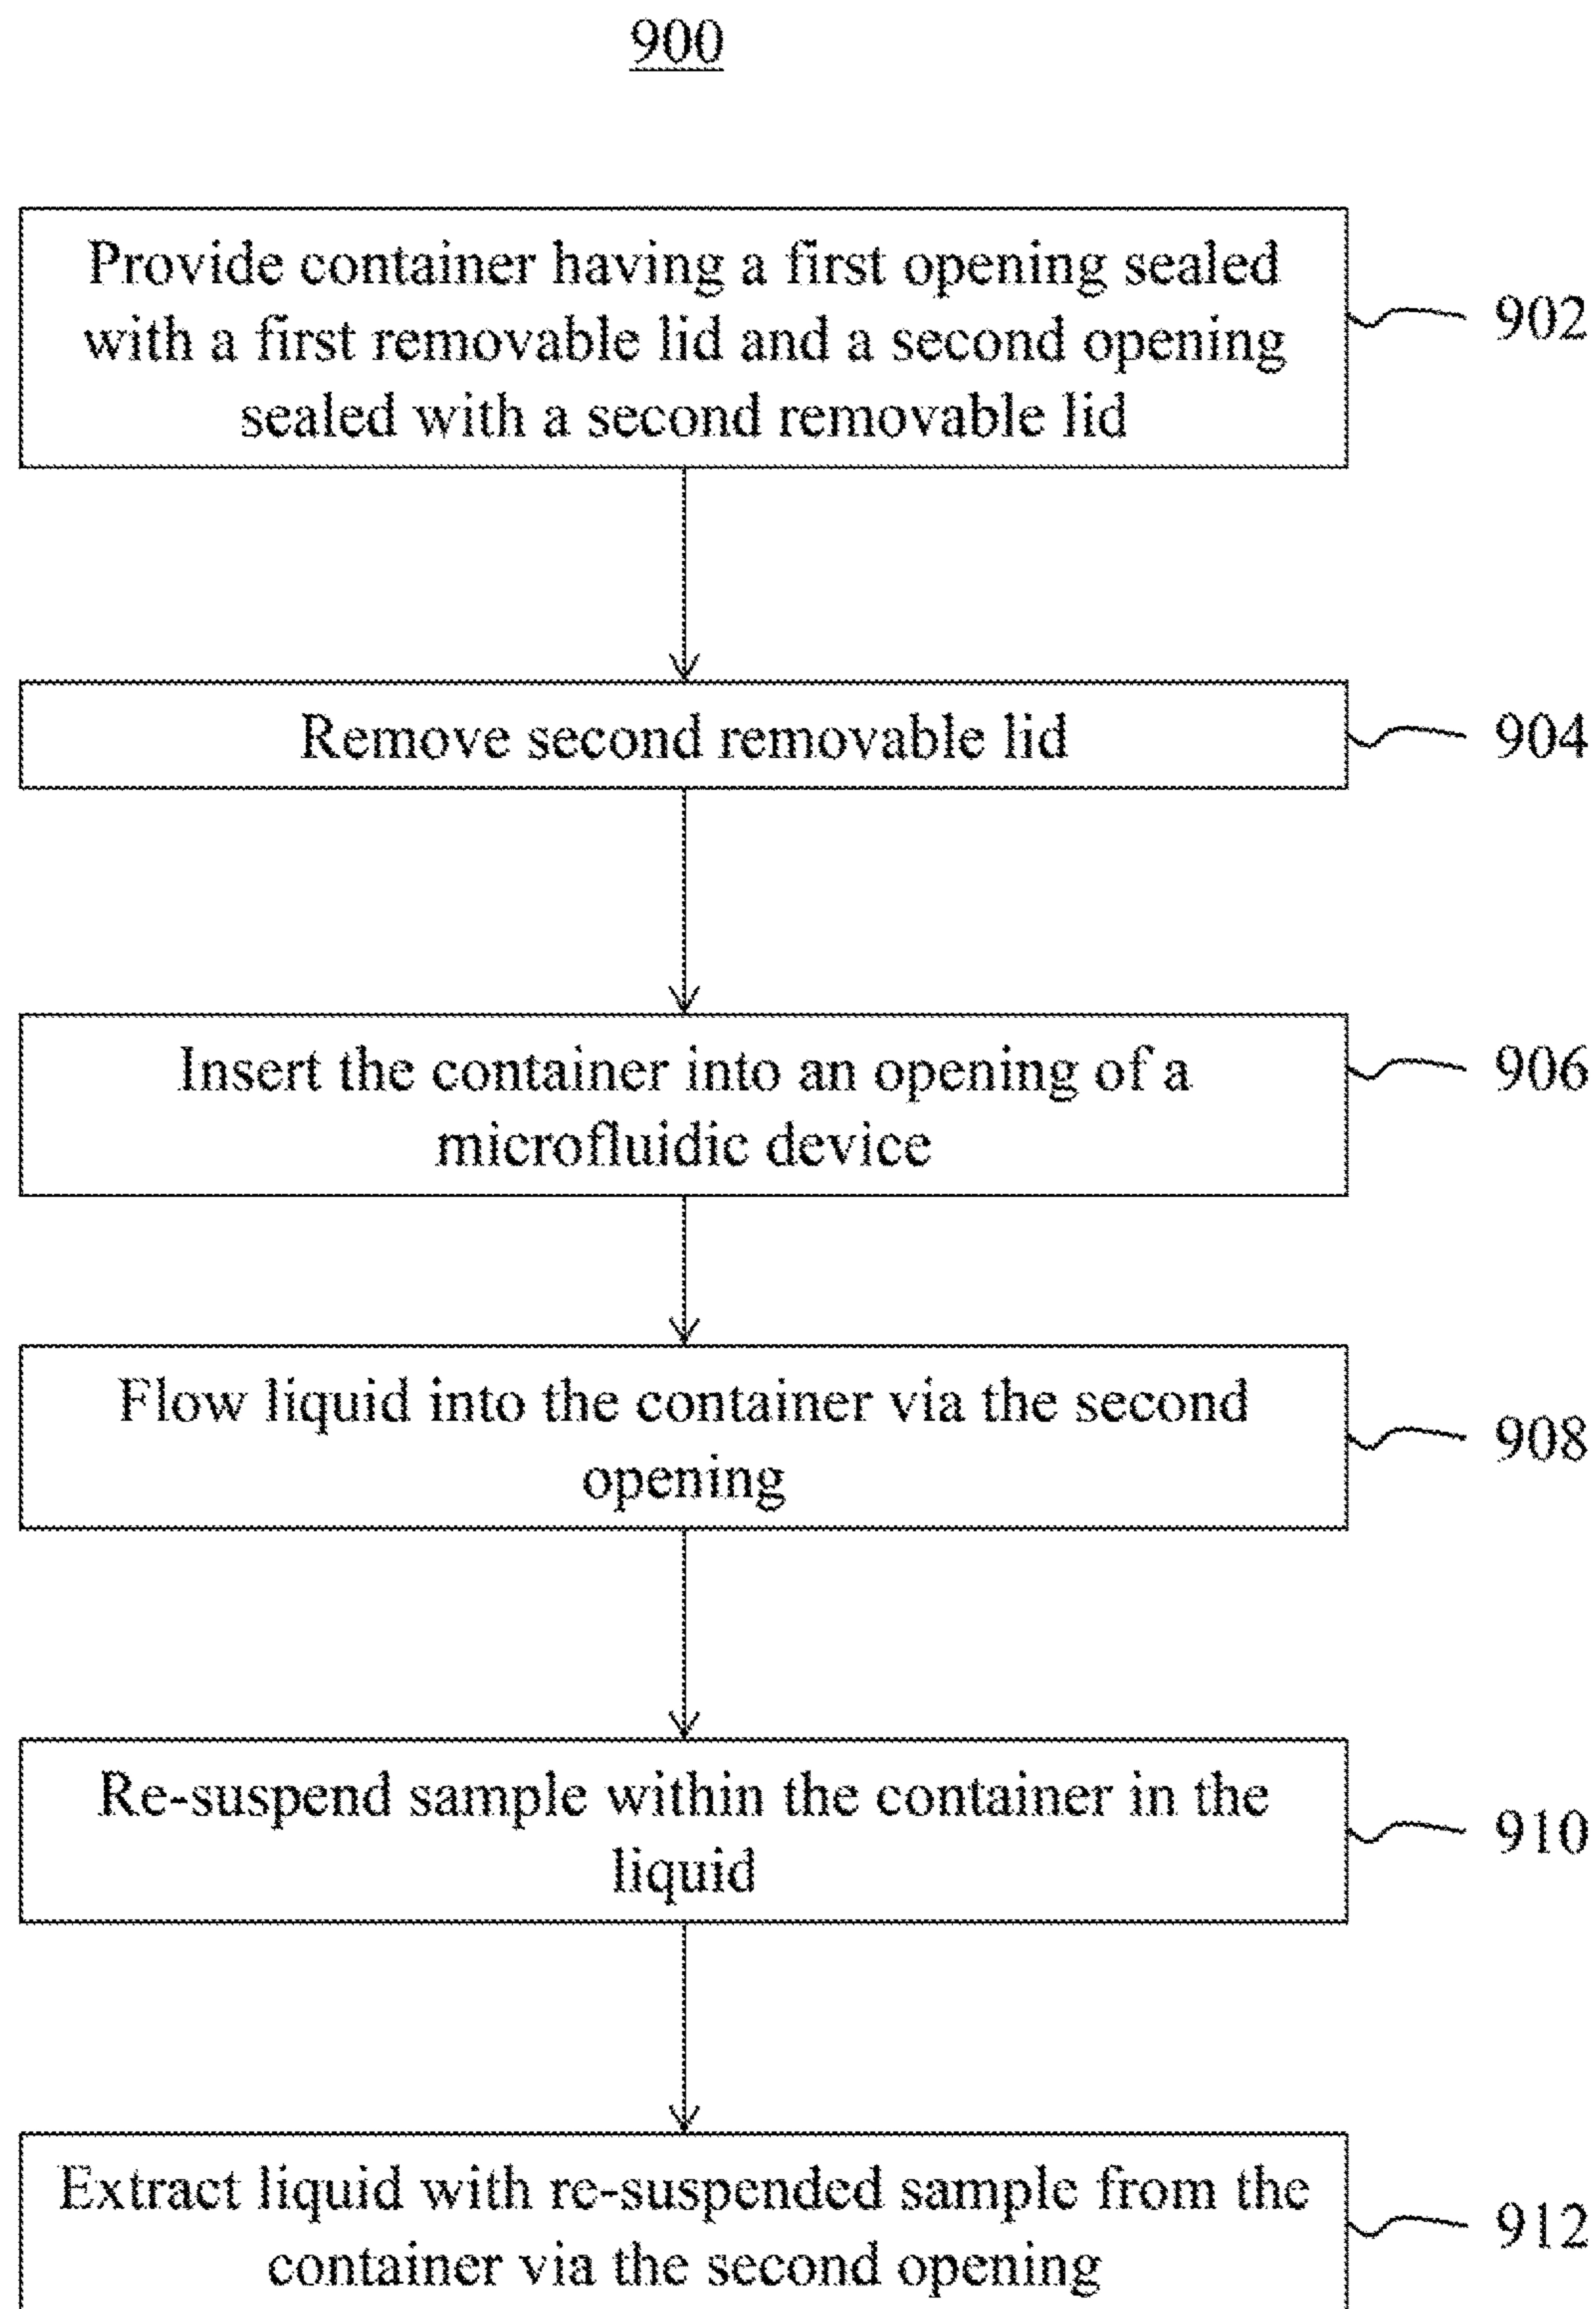 900
Provide container having a first opening sealed
with a first removable lid and a second opening
sealed with a second removable lid
902
Remove second removable lid
904
Insert the container into an opening of a
microfluidic device
906
Flow liquid into the container via the second
opening
908
Re-suspend sample within the container in the
liquid
910
Extract liquid with re-suspended sample from the
container via the second opening
912